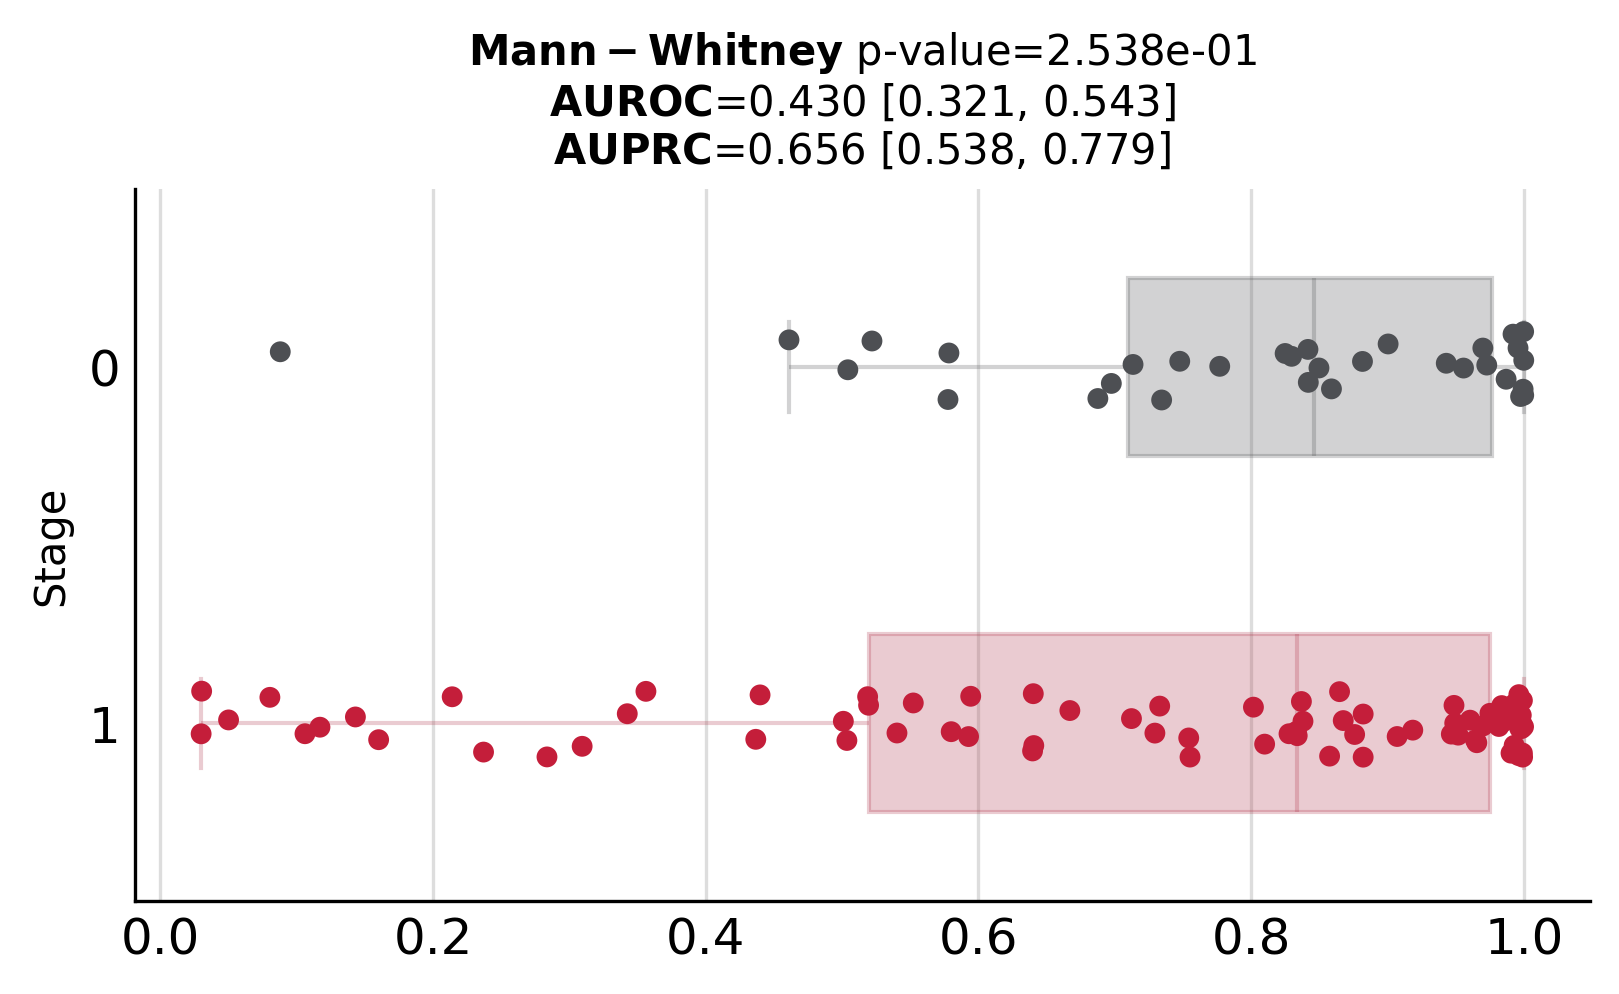 Mann – Whitney p-value=2.538e-01
AUROC=0.430 [0.321, 0.543]
AUPRC=0.656 [0.538, 0.779]
0
Stage
1
0.0 0.2 0.4 0.6 0.8 1.0